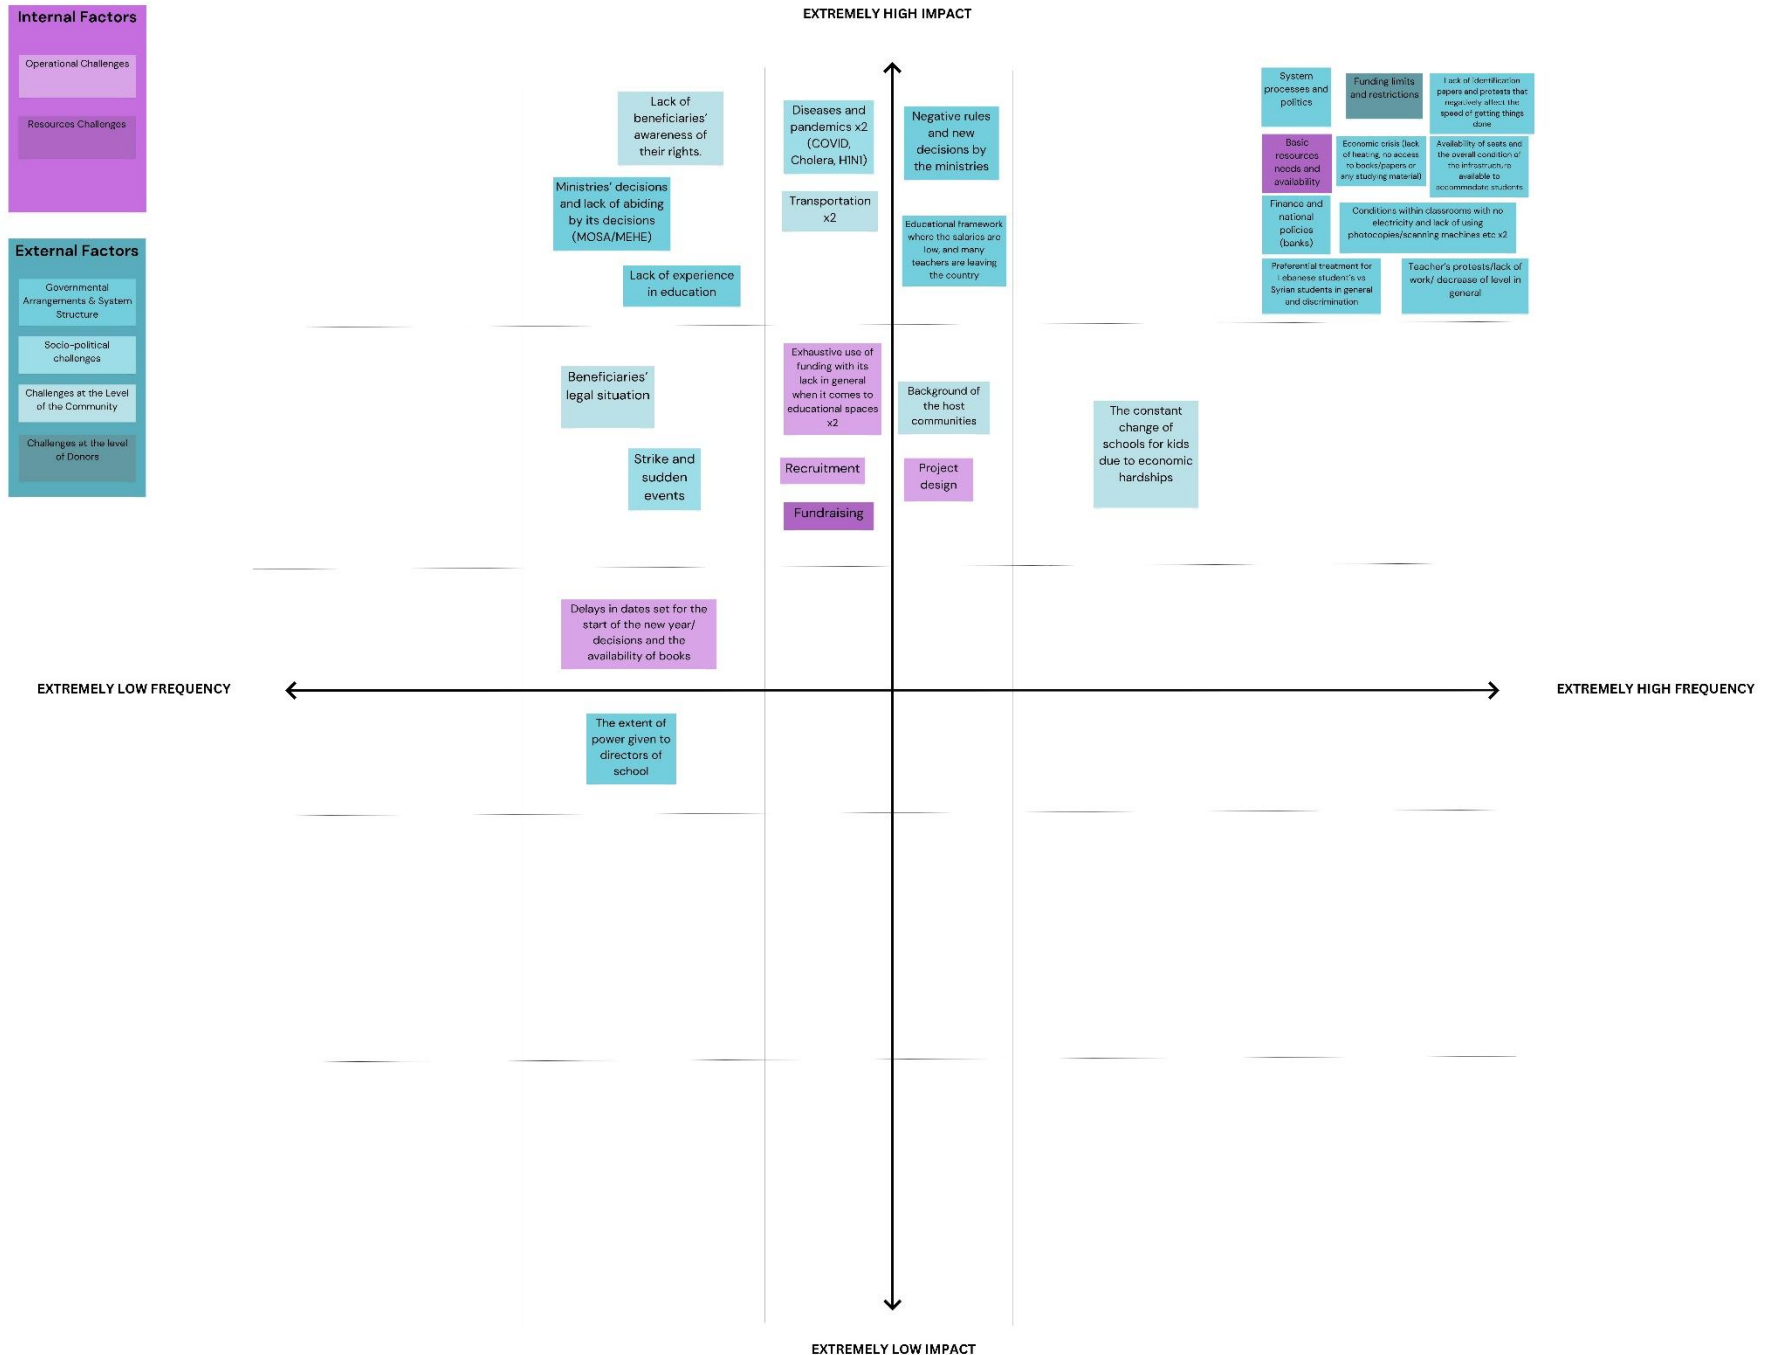 Internal Factors
Operational Challenges
Resources Challenges
External Factors
Governmental
Arrangements & System
Structure
Socio-political
challenges
Challenges at the Level
of the Community
Challenges at the level
of Donors
EXTREMELY HIGH IMPACT
Lack of
beneficiaries'
awareness of
their rights.
Ministries' decisions
and lack of abiding
by its decisions
(MOSA/MEHE)
Lack of experience
in education
Diseases and
pandemics x2
(COVID,
Cholera, H1N1)
Transportation
x2
Negative rules
and new
decisions by
the ministries
Educational framework
where the salaries are
low, and many
teachers are leaving
the country
System
processes and
politics
Funding limits
and restrictions
Lack of identification
papers and protests that
negatively affect the
speed of getting things
done
Basic
resources
needs and
availability
Economic crisis (lack
of heating, no access
to books/papers or
any studying material)
Availability of seats and
the overall condition of
the infrastructure
available to
accommodate students
Finance and
national
policies
(banks)
Conditions within classrooms with no
electricity and lack of using
photocopies/scanning machines etc x2
Preferential treatment for
Lebanese student's vs
Syrian students in general
and discrimination
Teacher's protests/lack of
work/ decrease of level in
general
Beneficiaries'
legal situation
Strike and
sudden
events
Exhaustive use of
funding with its
lack in general
when it comes to
educational spaces
x2
Recruitment
Fundraising
Background of
the host
communities
Project
design
The constant
change of
schools for kids
due to economic
hardships
Delays in dates set for the
start of the new year/
decisions and the
availability of books
EXTREMELY LOW FREQUENCY
EXTREMELY HIGH FREQUENCY
The extent of
power given to
directors of
school
EXTREMELY LOW IMPACT